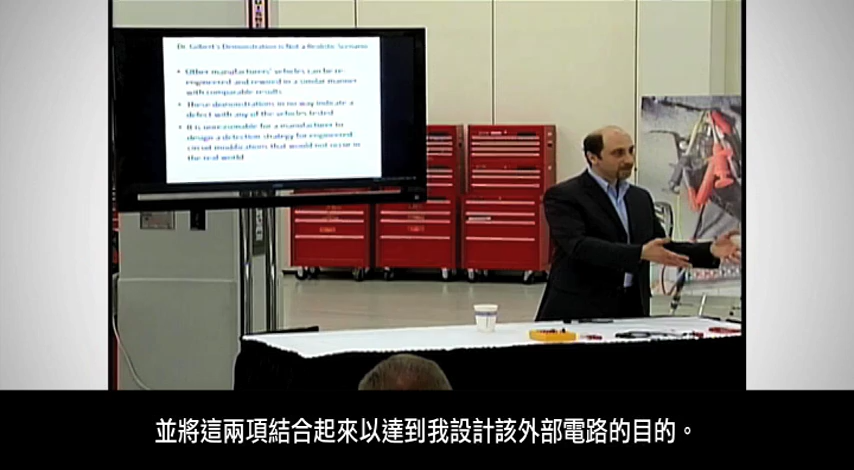 Dr. Gilbert's Demonstration is Not a Realistic Scenario
• Other manufacturers' vehicles can be re-
engineered and rewired in a similar manner
with comparable results
• These demonstrations in no way indicate a
defect with any of the vehicles tested
• It is unreasonable for a manufacturer to
design a detection strategy for engineered
circuit modifications that would not occur in
the real world
並將這兩項結合起來以達到我設計該外部電路的目的。